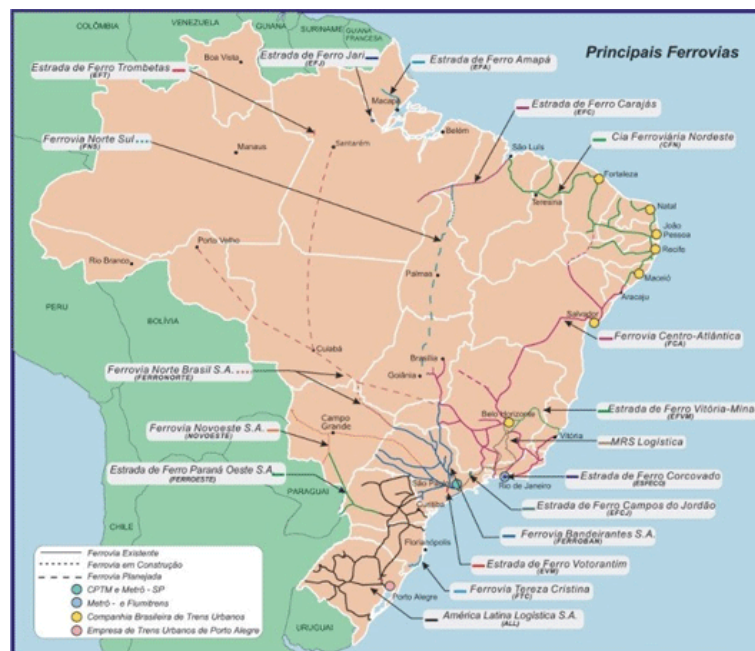 COLÔMBIA
VENEZUELA
GUIANA
SURINAME
GUIANA
FRANCESA
Principais Ferrovias
Boa Vista
Estrada de Ferro Trombetas
(EFT)
Estrada de Ferro Jari
(EFJ)
Estrada de Ferro Amapá
(EFA)
Macapá
Estrada de Ferro Carajás
(EFC)
Ferrovia Norte Sul
(FNS)
Manaus
Santarém
Belém
São Luís
Cia Ferroviária Nordeste
(CFN)
Fortaleza
Teresina
Natal
João
Pessoa
Recife
Porto Velho
Rio Branco
Palmas
Maceió
Aracaju
PERU
BOLÍVIA
Salvador
Ferrovia Centro-Atlântica
(FCA)
Cuiabá
Brasília
Goiânia
Ferrovia Norte Brasil S.A.
(FERRONORTE)
Belo Horizonte
Estrada de Ferro Vitória-Minas
(EFVM)
Campo
Grande
Ferrovia Novoeste S.A.
(NOVOESTE)
Vitória
MRS Logística
Estrada de Ferro Paraná Oeste S.A
(FERROESTE)
São Paulo
Rio de Janeiro
Estrada de Ferro Corcovado
(ESFECO)
PARAGUAI
Curitiba
Estrada de Ferro Campos do Jordão
(EFCJ)
CHILE
Ferrovia Bandeirantes S.A.
(FERROBAN)
Florianópolis
Estrada de Ferro Votorantim
(EVM)
Ferrovia Tereza Cristina
(FTC)
Porto Alegre
América Latina Logística S.A.
(ALL)
URUGUAI
Ferrovia Existente
Ferrovia em Construção
Ferrovia Planejada
CPTM e Metrô - SP
Metrô - e Flumitrens
Companhia Brasileira de Trens Urbanos
Empresa de Trens Urbanos de Porto Alegre